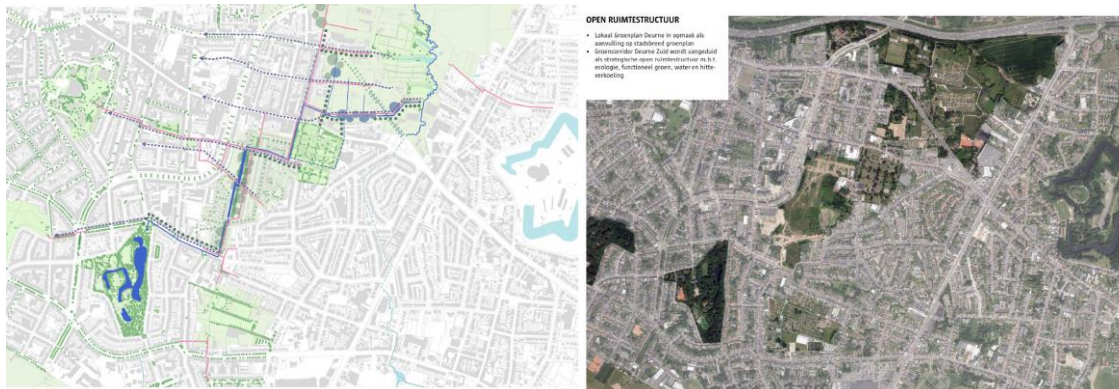 OPEN RUIMTESTRUCTUUR
• Lokaal Groenplan Deurne in opmaak als
aanvulling op stadsbreed groenplan
• Groencorridor Deurne Zuid wordt aangeduid
als strategische open ruimtestructuur m.b.t.
ecologie, functioneel groen, water en hitte-
verkoeling